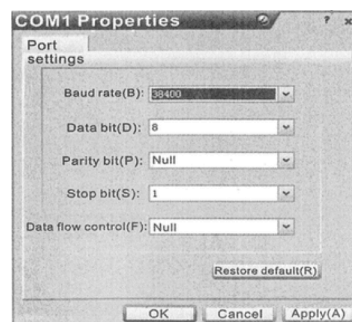 COM1 Properties
? ×
Port
settings
Baud rate(B): 38400
Data bit(D): 8
Parity bit(P): Null
Stop bit(S): 1
Data flow control(F): Null
Restore default(R)
OK Cancel Apply(A)